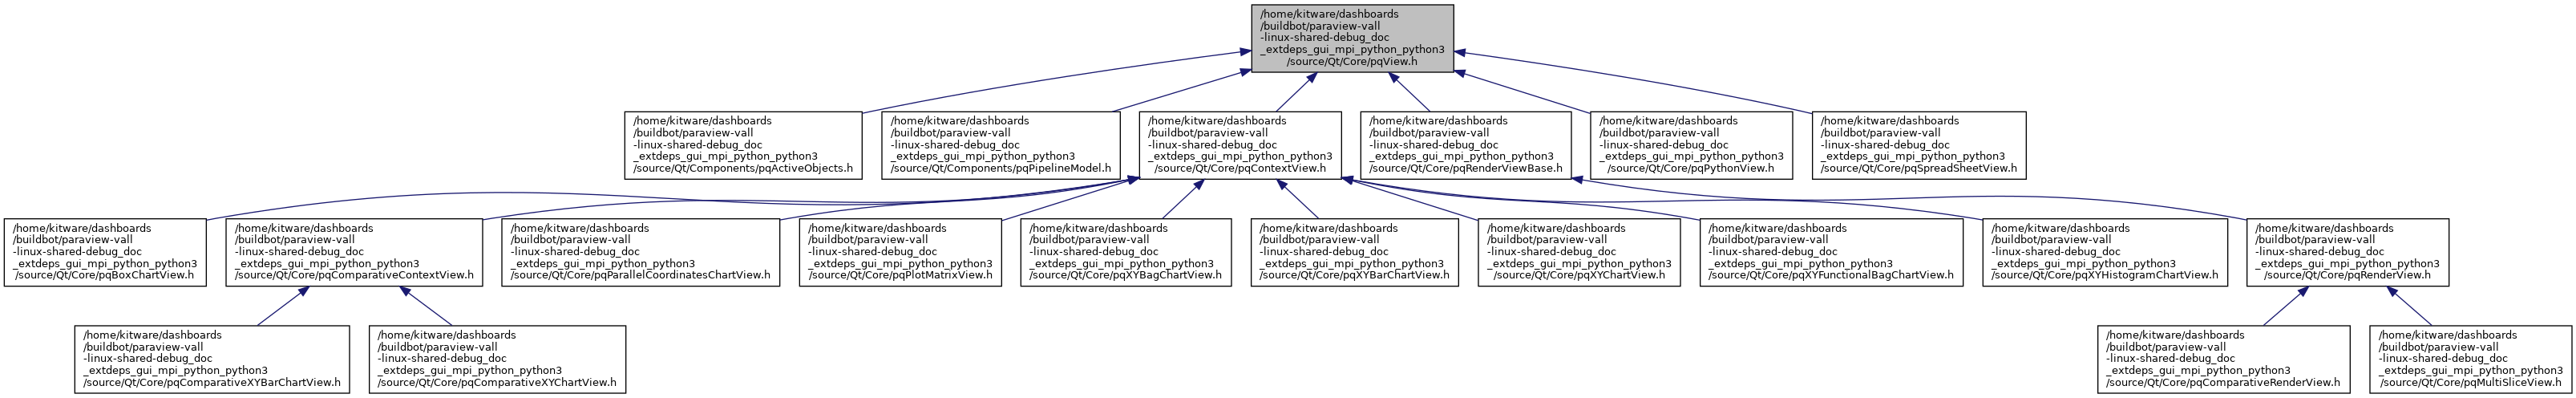 /home/kitware/dashboards
/buildbot/paraview-vall
-linux-shared-debug_doc
_extdeps_gui_mpi_python_python3
/source/Qt/Core/pqView.h
/home/kitware/dashboards
/buildbot/paraview-vall
-linux-shared-debug_doc
_extdeps_gui_mpi_python_python3
/source/Qt/Components/pqActiveObjects.h
/home/kitware/dashboards
/buildbot/paraview-vall
-linux-shared-debug_doc
_extdeps_gui_mpi_python_python3
/source/Qt/Components/pqPipelineModel.h
/home/kitware/dashboards
/buildbot/paraview-vall
-linux-shared-debug_doc
_extdeps_gui_mpi_python_python3
/source/Qt/Core/pqContextView.h
/home/kitware/dashboards
/buildbot/paraview-vall
-linux-shared-debug_doc
_extdeps_gui_mpi_python_python3
/source/Qt/Core/pqRenderViewBase.h
/home/kitware/dashboards
/buildbot/paraview-vall
-linux-shared-debug_doc
_extdeps_gui_mpi_python_python3
/source/Qt/Core/pqPythonView.h
/home/kitware/dashboards
/buildbot/paraview-vall
-linux-shared-debug_doc
_extdeps_gui_mpi_python_python3
/source/Qt/Core/pqSpreadSheetView.h
/home/kitware/dashboards
/buildbot/paraview-vall
-linux-shared-debug_doc
_extdeps_gui_mpi_python_python3
/source/Qt/Core/pqBoxChartView.h
/home/kitware/dashboards
/buildbot/paraview-vall
-linux-shared-debug_doc
_extdeps_gui_mpi_python_python3
/source/Qt/Core/pqComparativeContextView.h
/home/kitware/dashboards
/buildbot/paraview-vall
-linux-shared-debug_doc
_extdeps_gui_mpi_python_python3
/source/Qt/Core/pqParallelCoordinatesChartView.h
/home/kitware/dashboards
/buildbot/paraview-vall
-linux-shared-debug_doc
_extdeps_gui_mpi_python_python3
/source/Qt/Core/pqPlotMatrixView.h
/home/kitware/dashboards
/buildbot/paraview-vall
-linux-shared-debug_doc
_extdeps_gui_mpi_python_python3
/source/Qt/Core/pqXYBagChartView.h
/home/kitware/dashboards
/buildbot/paraview-vall
-linux-shared-debug_doc
_extdeps_gui_mpi_python_python3
/source/Qt/Core/pqXYBarChartView.h
/home/kitware/dashboards
/buildbot/paraview-vall
-linux-shared-debug_doc
_extdeps_gui_mpi_python_python3
/source/Qt/Core/pqXYChartView.h
/home/kitware/dashboards
/buildbot/paraview-vall
-linux-shared-debug_doc
_extdeps_gui_mpi_python_python3
/source/Qt/Core/pqXYFunctionalBagChartView.h
/home/kitware/dashboards
/buildbot/paraview-vall
-linux-shared-debug_doc
_extdeps_gui_mpi_python_python3
/source/Qt/Core/pqXYHistogramChartView.h
/home/kitware/dashboards
/buildbot/paraview-vall
-linux-shared-debug_doc
_extdeps_gui_mpi_python_python3
/source/Qt/Core/pqRenderView.h
/home/kitware/dashboards
/buildbot/paraview-vall
-linux-shared-debug_doc
_extdeps_gui_mpi_python_python3
/source/Qt/Core/pqComparativeXYBarChartView.h
/home/kitware/dashboards
/buildbot/paraview-vall
-linux-shared-debug_doc
_extdeps_gui_mpi_python_python3
/source/Qt/Core/pqComparativeXYChartView.h
/home/kitware/dashboards
/buildbot/paraview-vall
-linux-shared-debug_doc
_extdeps_gui_mpi_python_python3
/source/Qt/Core/pqComparativeRenderView.h
/home/kitware/dashboards
/buildbot/paraview-vall
-linux-shared-debug_doc
_extdeps_gui_mpi_python_python3
/source/Qt/Core/pqMultiSliceView.h